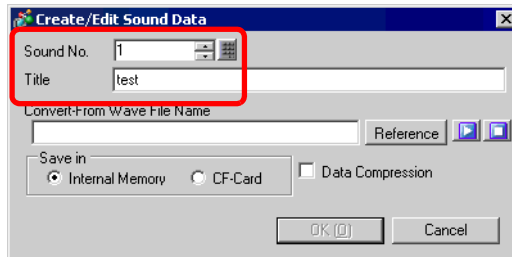 Create/Edit Sound Data
Sound No. 1
Title test
Convert-From Wave File Name
Reference
Save in
Internal Memory CF-Card Data Compression
OK (O) Cancel